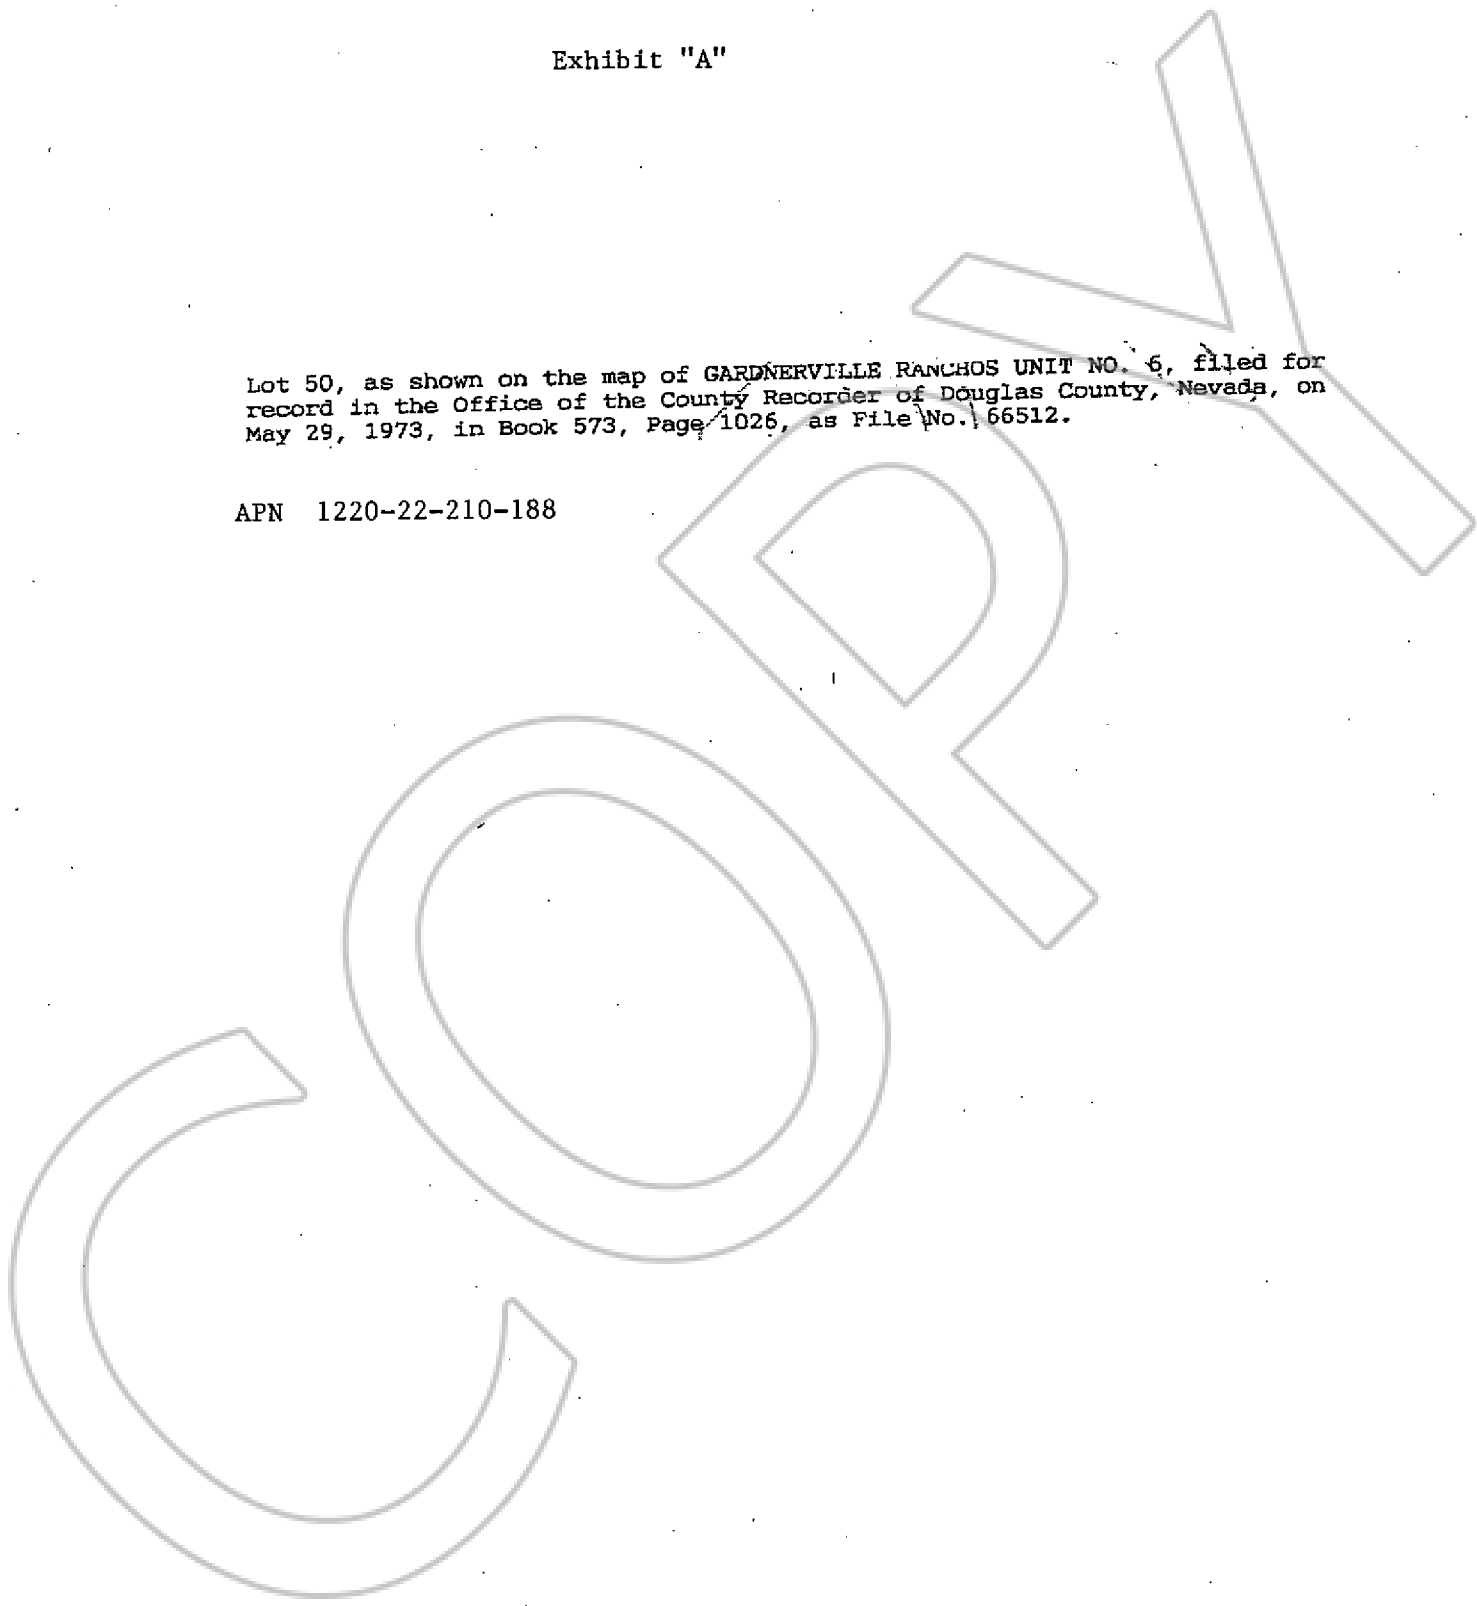 Exhibit "A"
Lot 50, as shown on the map of GARDNERVILLE RANCHOS UNIT NO. 6, filed for
record in the Office of the County Recorder of Douglas County, Nevada, on
May 29, 1973, in Book 573, Page 1026, as File No. 66512.
APN 1220-22-210-188
COPY